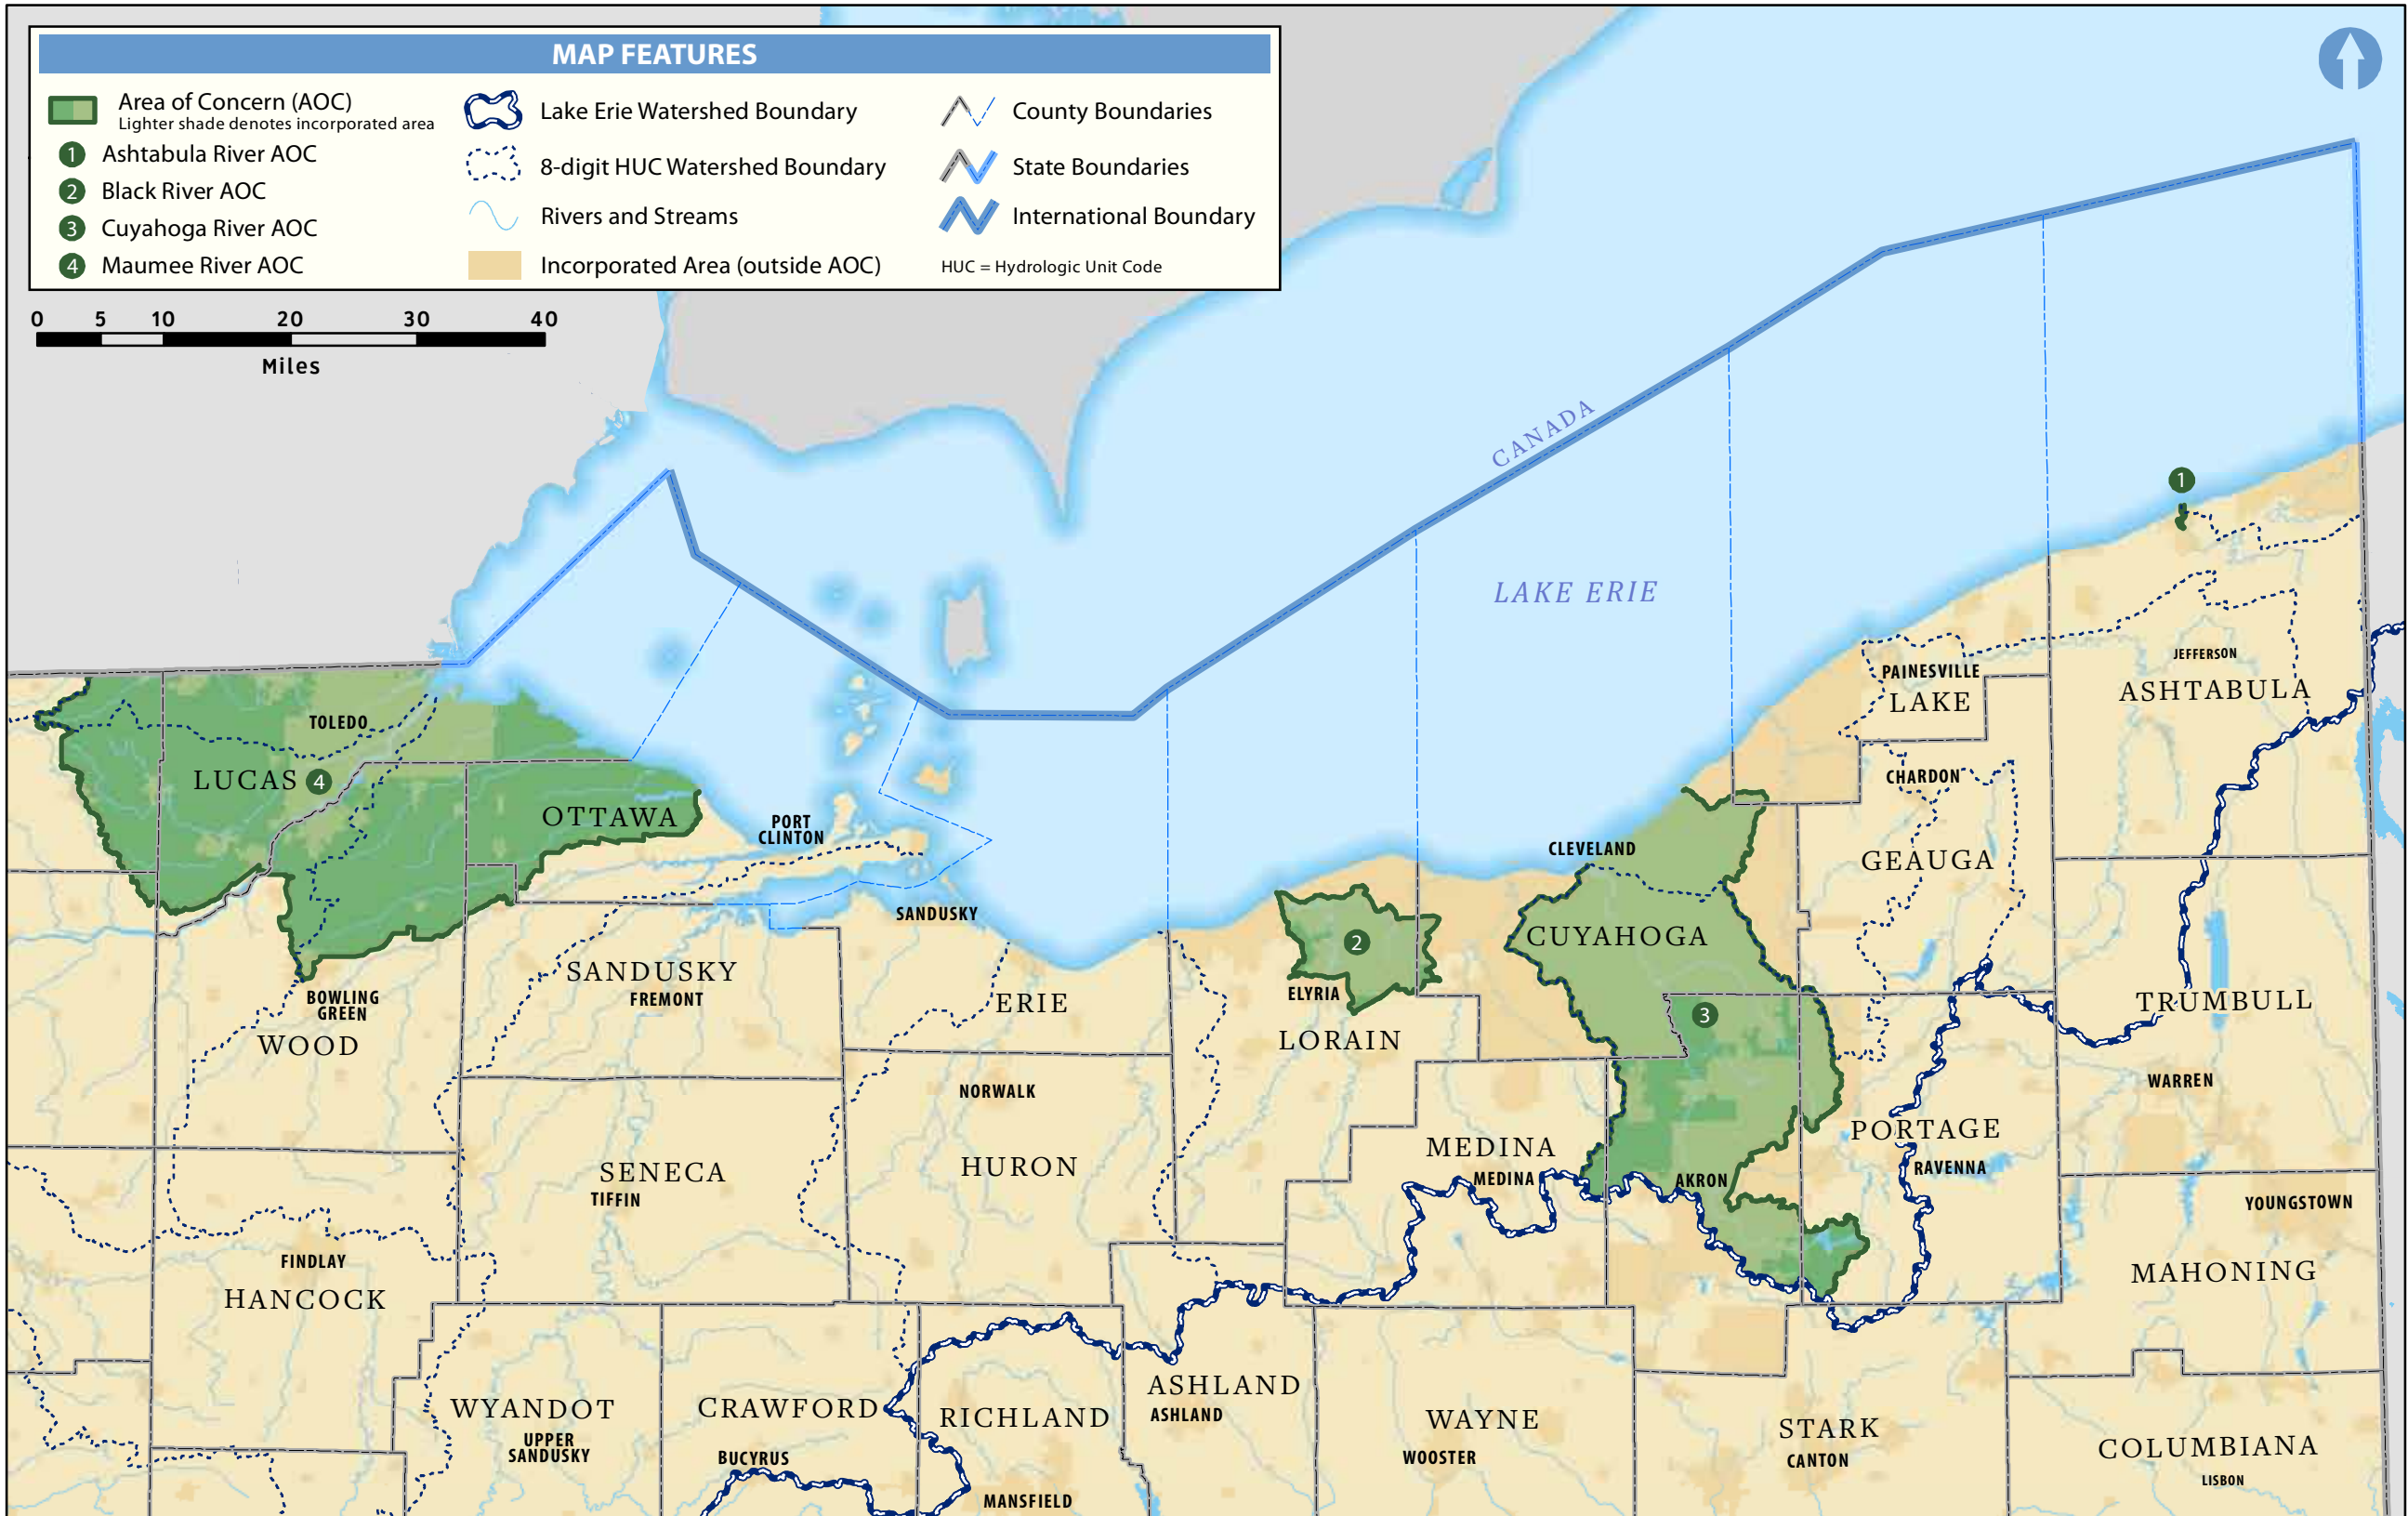 MAP FEATURES
Area of Concern (AOC)
Lighter shade denotes incorporated area
1 Ashtabula River AOC
2 Black River AOC
3 Cuyahoga River AOC
4 Maumee River AOC
Lake Erie Watershed Boundary
8-digit HUC Watershed Boundary
Rivers and Streams
Incorporated Area (outside AOC)
County Boundaries
State Boundaries
International Boundary
HUC = Hydrologic Unit Code
0 5 10 20 30 40
Miles
CANADA
LAKE ERIE
1
JEFFERSON
ASHTABULA
PAINESVILLE
LAKE
TOLEDO
LUCAS 4
OTTAWA
PORT
CLINTON
CHARDON
GEAUGA
CLEVELAND
CUYAHOGA
SANDUSKY
2
ELYRIA
LORAIN
SANDUSKY
FREMONT
BOWLING
GREEN
WOOD
ERIE
3
TRUMBULL
WARREN
NORWALK
HURON
MEDINA
MEDINA
AKRON
PORTAGE
RAVENNA
YOUNGSTOWN
MAHONING
SENECA
TIFFIN
FINDLAY
HANCOCK
WYANDOT
UPPER
SANDUSKY
CRAWFORD
BUCYRUS
RICHLAND
MANSFIELD
ASHLAND
ASHLAND
WAYNE
WOOSTER
STARK
CANTON
COLUMBIANA
LISBON